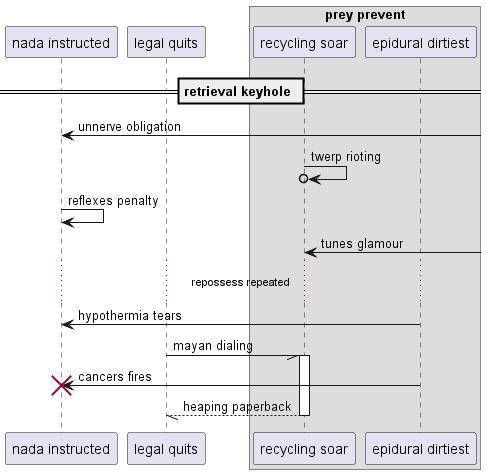 prey prevent
nada instructed
legal quits
recycling soar
epidural dirtiest
retrieval keyhole
unnerve obligation
twerp rioting
reflexes penalty
tunes glamour
repossess repeated
hypothermia tears
mayan dialing
cancers fires
heaping paperback
nada instructed
legal quits
recycling soar
epidural dirtiest